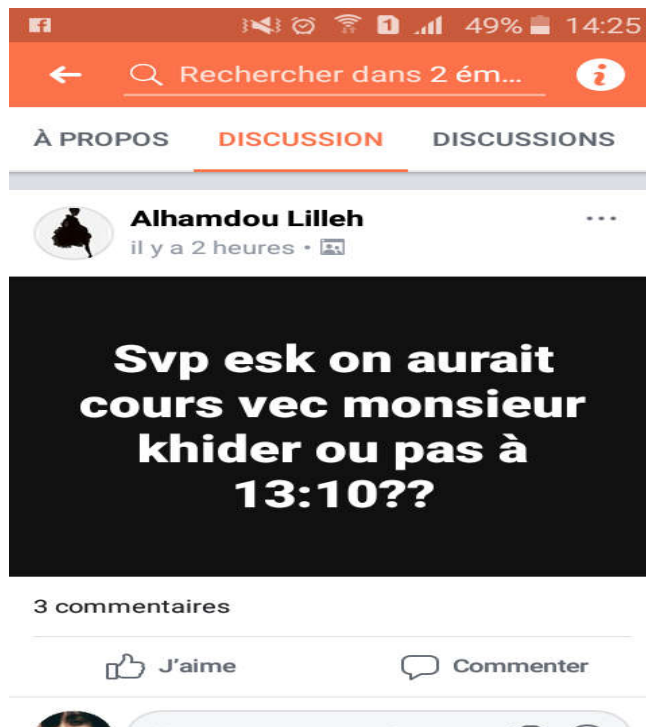 49% 14:25
Rechercher dans 2 ém...
À PROPOS DISCUSSION DISCUSSIONS
Alhamdou Lilleh
il y a 2 heures
Svp esk on aurait
cours vec monsieur
khider ou pas à
13:10??
3 commentaires
J'aime Commenter